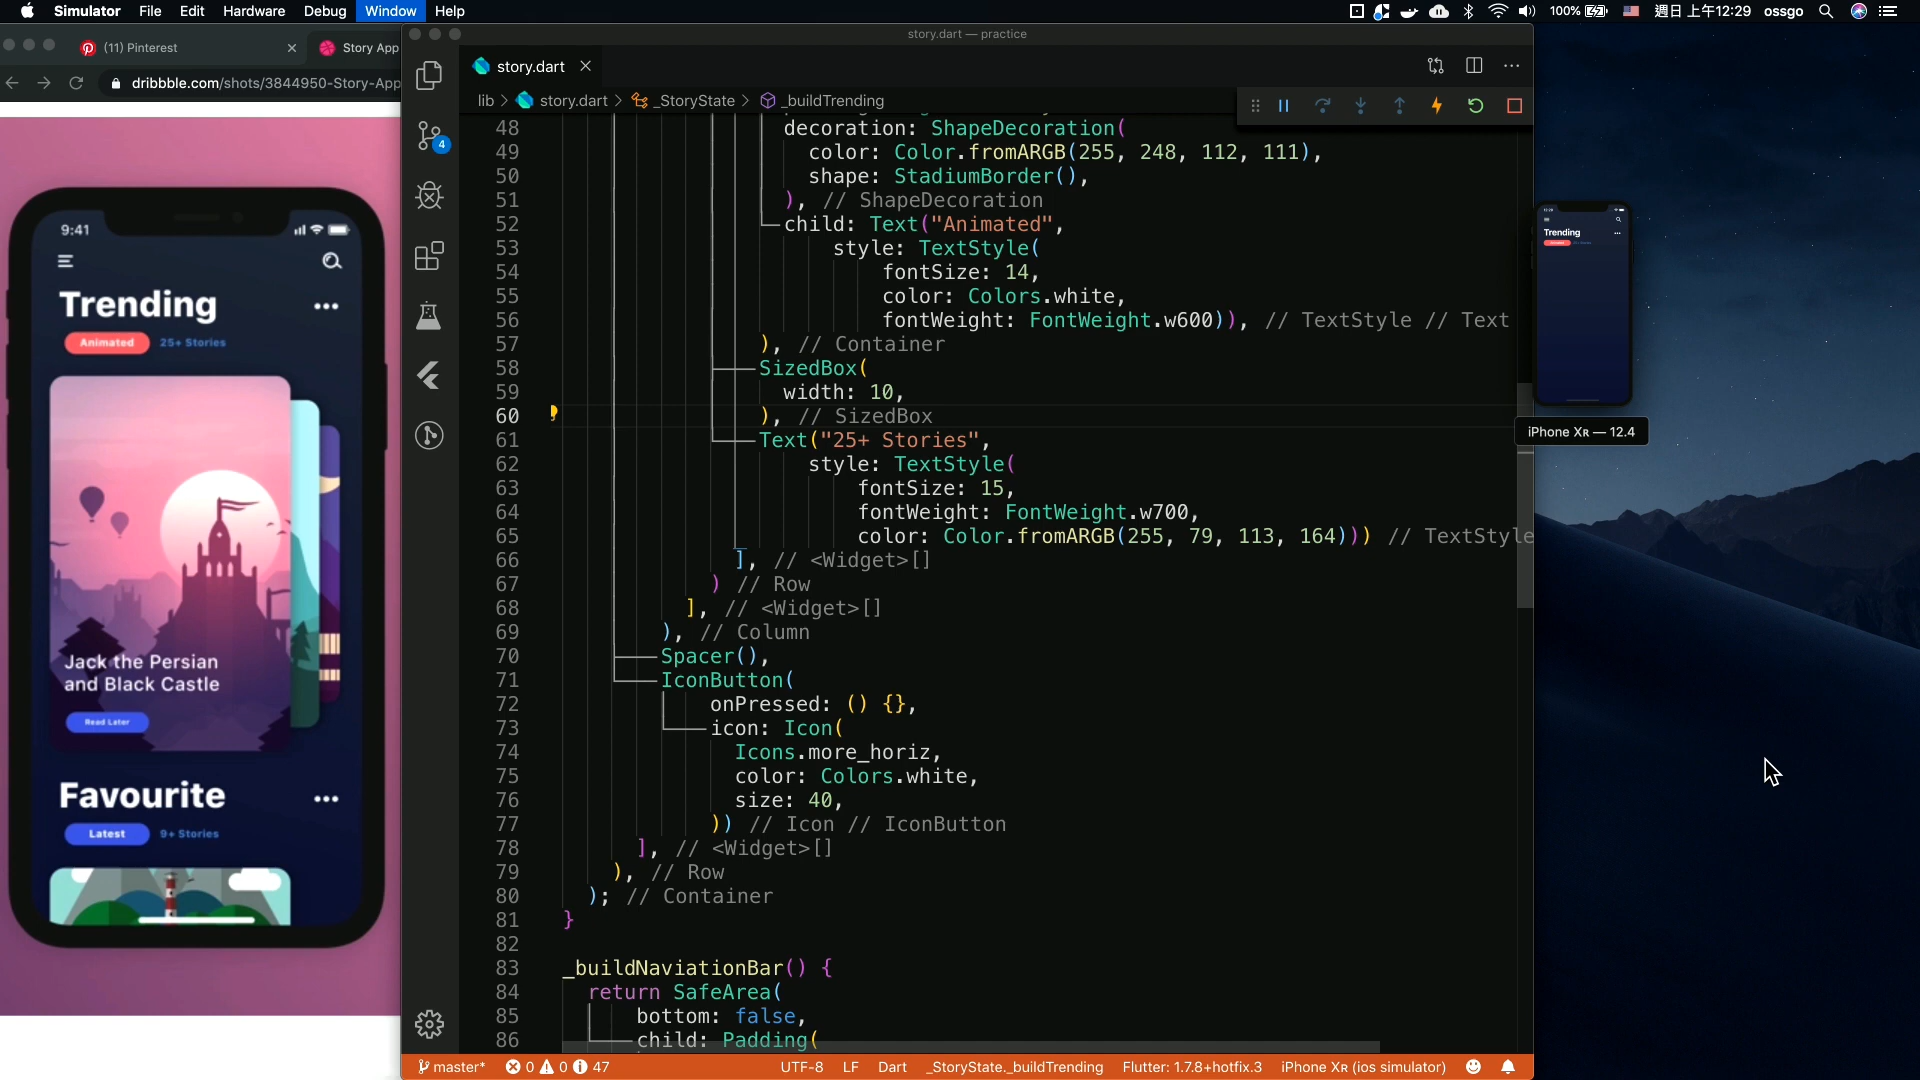 Simulator File Edit Hardware Debug Window Help
100% 週日 上午12:29 ossgo
(11) Pinterest
Story App
dribbble.com/shots/3844950-Story-App
9:41
Trending
Animated 25+ Stories
Jack the Persian
and Black Castle
Read Later
Favourite
Latest 9+ Stories
story.dart — practice
4
story.dart
lib > story.dart > _StoryState > _buildTrending
48 decoration: ShapeDecoration(
49 color: Color.fromARGB(255, 248, 112, 111),
50 shape: StadiumBorder(),
51 ), // ShapeDecoration
52 child: Text("Animated",
53 style: TextStyle(
54 fontSize: 14,
55 color: Colors.white,
56 fontWeight: FontWeight.w600)), // TextStyle // Text
57 ), // Container
58 SizedBox(
59 width: 10,
60 ), // SizedBox
61 Text("25+ Stories",
62 style: TextStyle(
63 fontSize: 15,
64 fontWeight: FontWeight.w700,
65 color: Color.fromARGB(255, 79, 113, 164))) // TextStyle
66 ], // <Widget>[]
67 ) // Row
68 ], // <Widget>[]
69 ), // Column
70 Spacer(),
71 IconButton(
72 onPressed: () {},
73 icon: Icon(
74 Icons.more_horiz,
75 color: Colors.white,
76 size: 40,
77 )) // Icon // IconButton
78 ], // <Widget>[]
79 ), // Row
80 ); // Container
81 }
82
83 _buildNaviationBar() {
84 return SafeArea(
85 bottom: false,
86 child: Padding(
master* 0 0 47 UTF-8 LF Dart _StoryState._buildTrending Flutter: 1.7.8+hotfix.3 iPhone Xʀ (ios simulator)
Trending
iPhone Xʀ — 12.4